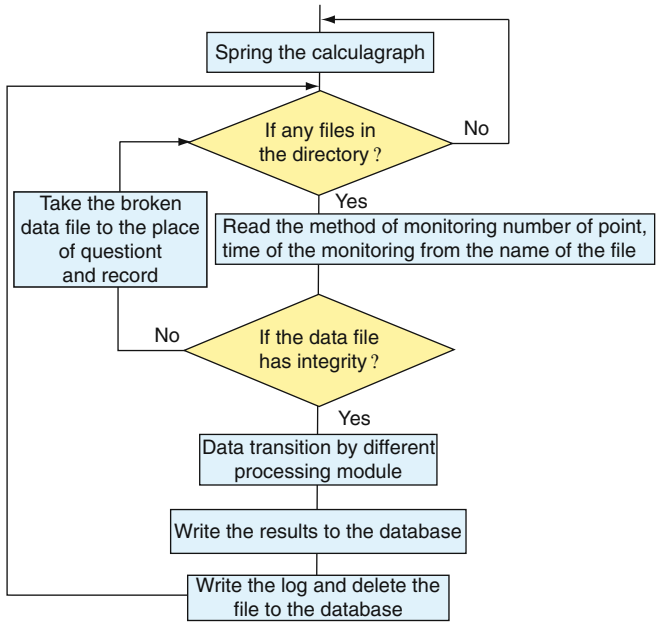 Spring the calculagraph
If any files in
the directory?
No
Yes
Take the broken
data file to the place
of questiont
and record
Read the method of monitoring number of point,
time of the monitoring from the name of the file
If the data file
has integrity?
No
Yes
Data transition by different
processing module
Write the results to the database
Write the log and delete the
file to the database